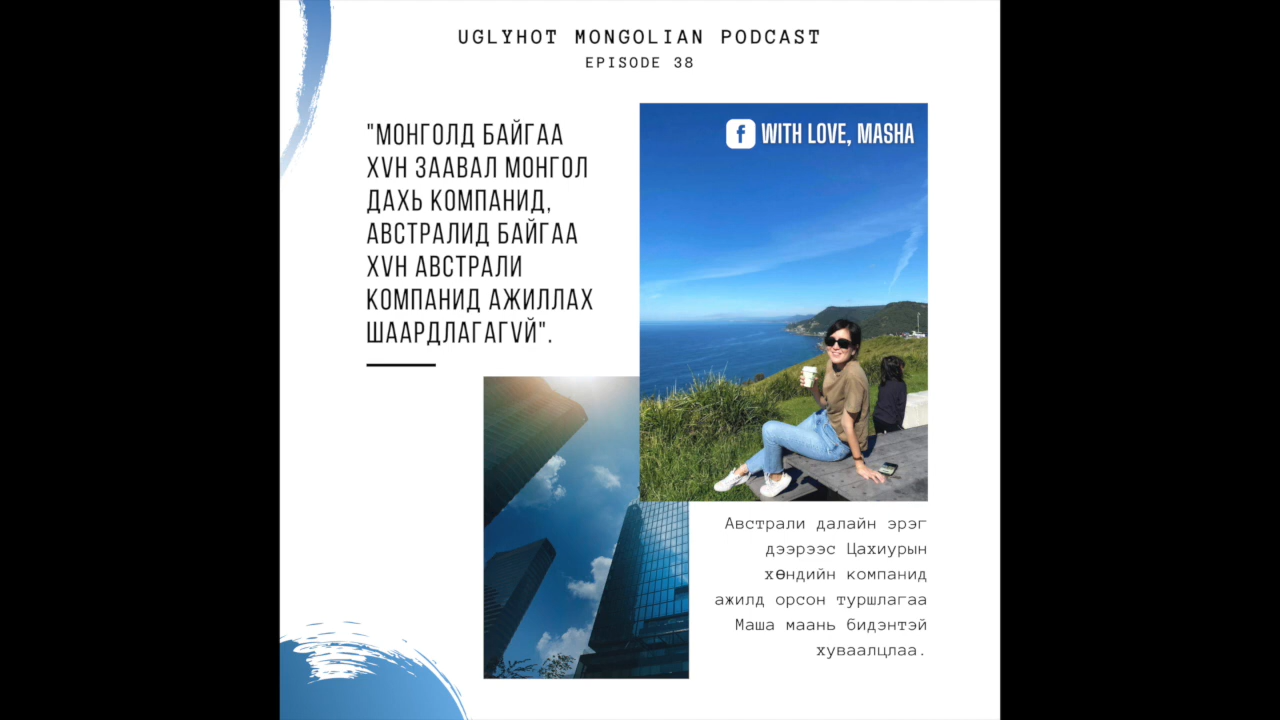 UGLYHOT MONGOLIAN PODCAST
EPISODE 38
"МОНГОЛД БАЙГАА
ХҮН ЗААВАЛ МОНГОЛ
ДАХЬ КОМПАНИД,
АВСТРАЛИД БАЙГАА
ХҮН АВСТРАЛИ
КОМПАНИД АЖИЛЛАХ
ШААРДЛАГАГҮЙ".
WITH LOVE, MASHA
Австрали далайн эрэг
дээрээс Цахиурын
хөндийн компанид
ажилд орсон туршлагаа
Маша маань бидэнтэй
хуваалцлаа.